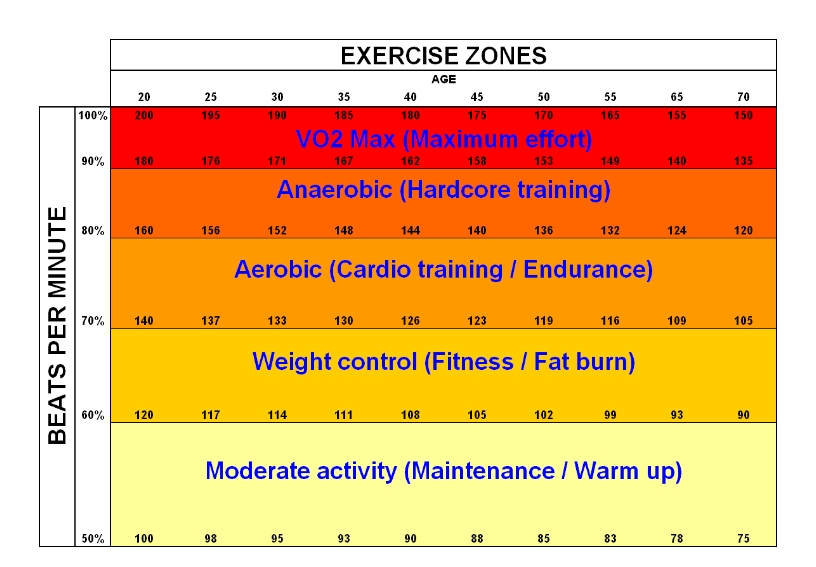 EXERCISE ZONES
AGE
20 25 30 35 40 45 50 55 65 70
BEATS PER MINUTE
100% 200 195 190 185 180 175 170 165 155 150
VO2 Max (Maximum effort)
90% 180 176 171 167 162 158 153 149 140 135
Anaerobic (Hardcore training)
80% 160 156 152 148 144 140 136 132 124 120
Aerobic (Cardio training / Endurance)
70% 140 137 133 130 126 123 119 116 109 105
Weight control (Fitness / Fat burn)
60% 120 117 114 111 108 105 102 99 93 90
Moderate activity (Maintenance / Warm up)
50% 100 98 95 93 90 88 85 83 78 75